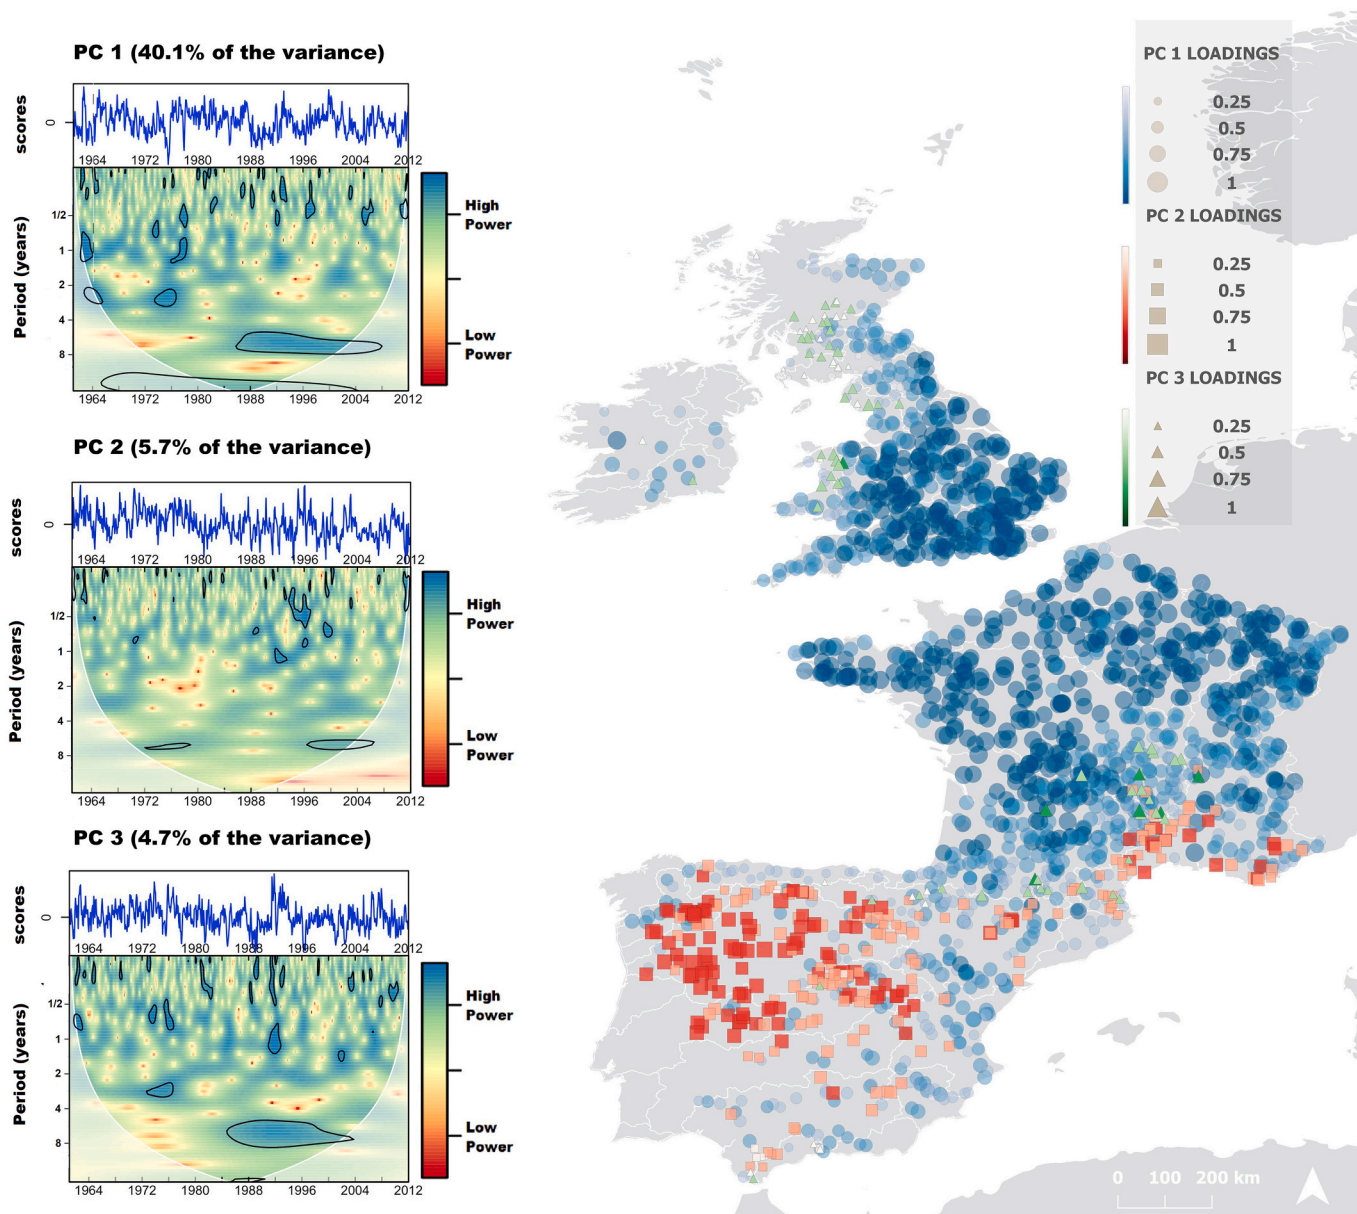 PC 1 (40.1% of the variance)
scores
0
1964 1972 1980 1988 1996 2004 2012
Period (years)
1/2
1
2
4
8
1964 1972 1980 1988 1996 2004 2012
High
Power
Low
Power
PC 2 (5.7% of the variance)
scores
0
1964 1972 1980 1988 1996 2004 2012
Period (years)
1/2
1
2
4
8
1964 1972 1980 1988 1996 2004 2012
High
Power
Low
Power
PC 3 (4.7% of the variance)
scores
0
1964 1972 1980 1988 1996 2004 2012
Period (years)
1/2
1
2
4
8
1964 1972 1980 1988 1996 2004 2012
High
Power
Low
Power
PC 1 LOADINGS
0.25
0.5
0.75
1
PC 2 LOADINGS
0.25
0.5
0.75
1
PC 3 LOADINGS
0.25
0.5
0.75
1
0 100 200 km